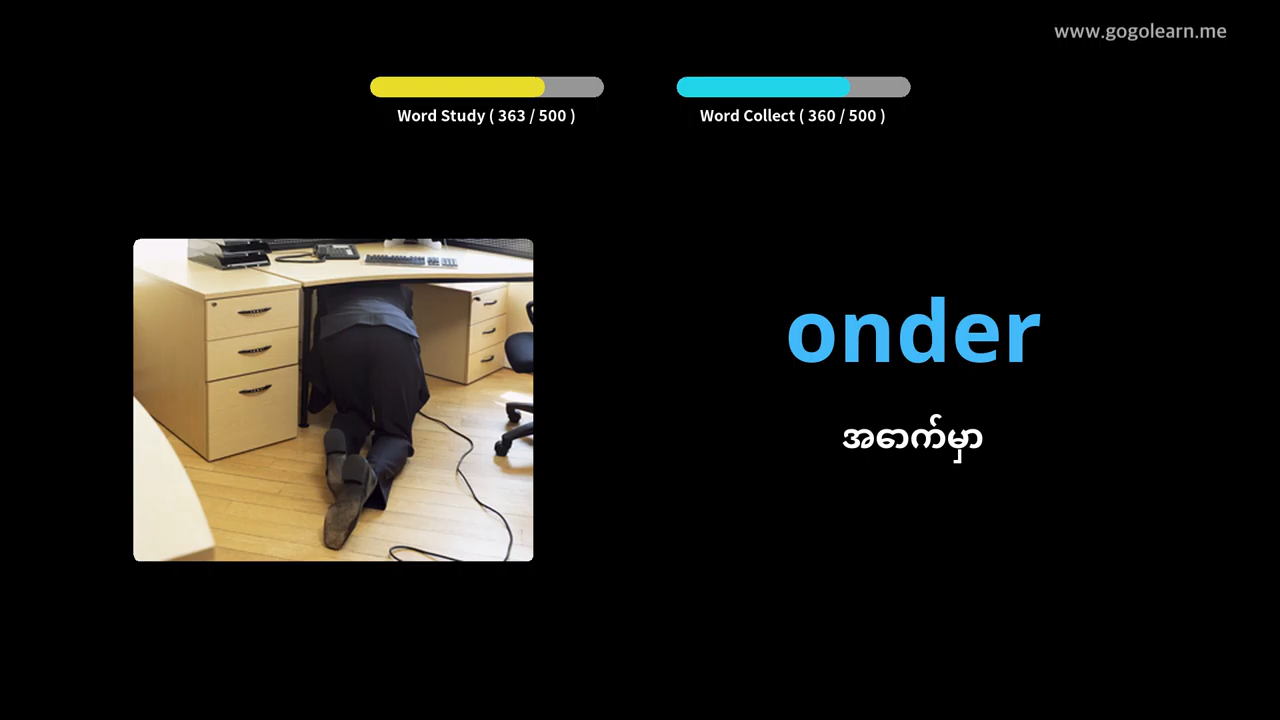 www.gogolearn.me
Word Study ( 363 / 500 )
Word Collect ( 360 / 500 )
onder
အောက်မှာ